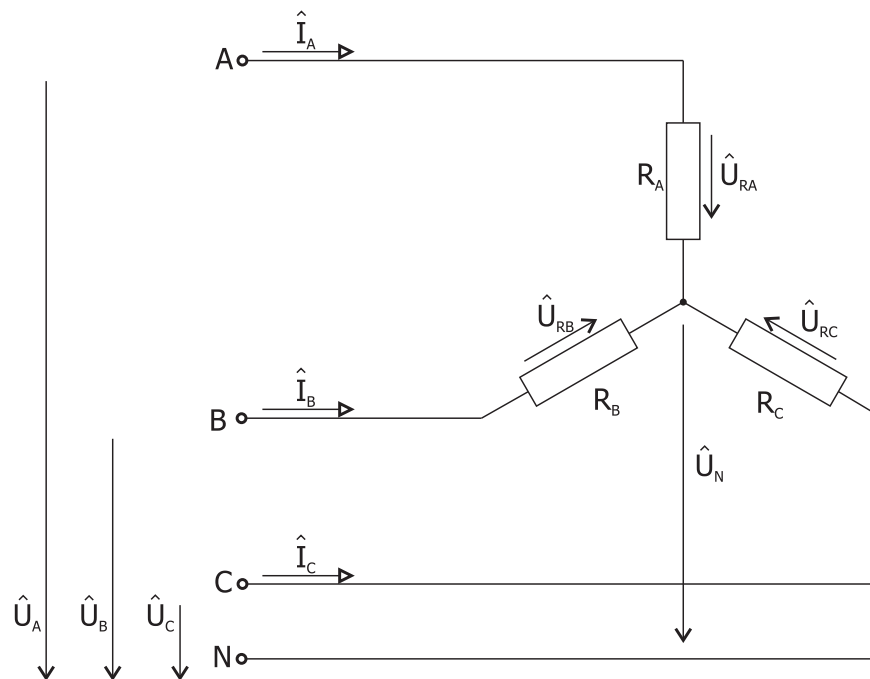 Î_A
A
R_A
Û_RA
Û_RB
Û_RC
Î_B
B
R_B
R_C
Û_N
Î_C
C
Û_A
Û_B
Û_C
N